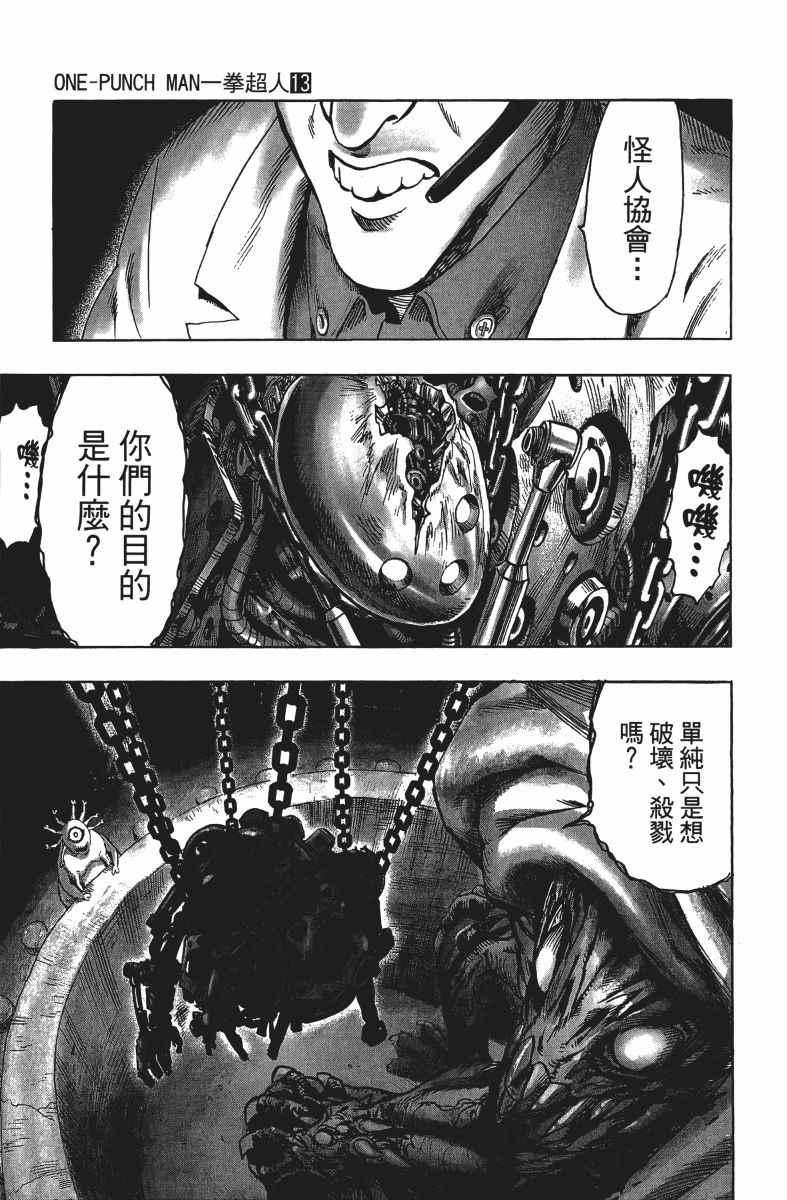 ONE-PUNCH MAN一拳超人13
怪人協會…
嘰嘰…
你們的目的
是什麼？
嘰…
單純只是想
破壞、殺戮
嗎？